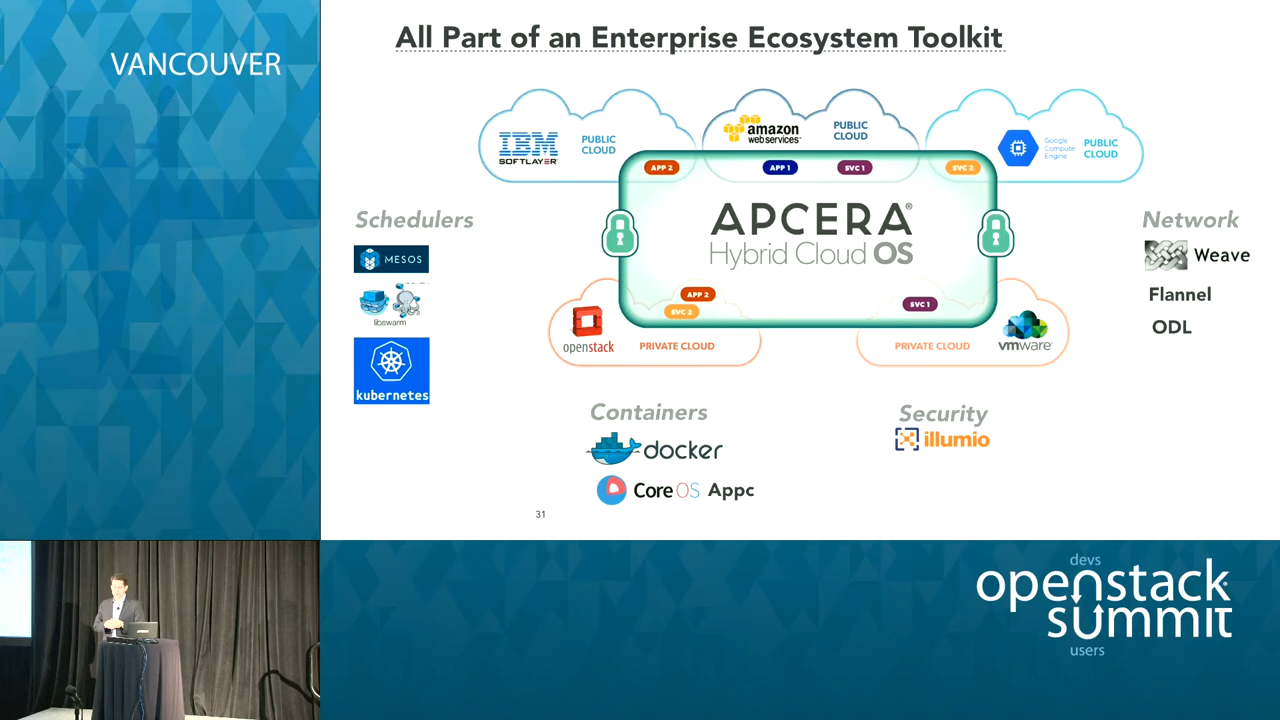 VANCOUVER
All Part of an Enterprise Ecosystem Toolkit
IBM
SOFTLAYER
PUBLIC
CLOUD
amazon
web services
PUBLIC
CLOUD
Google
Compute
Engine
PUBLIC
CLOUD
APP 2
APP 1
SVC 1
SVC 2
APCERA
Hybrid Cloud OS
Schedulers
MESOS
libswarm
kubernetes
Network
Weave
Flannel
ODL
APP 2
SVC 2
SVC 1
openstack
PRIVATE CLOUD
PRIVATE CLOUD
vmware
Containers
docker
Core OS Appc
Security
illumio
31
devs
openstack
summit
users